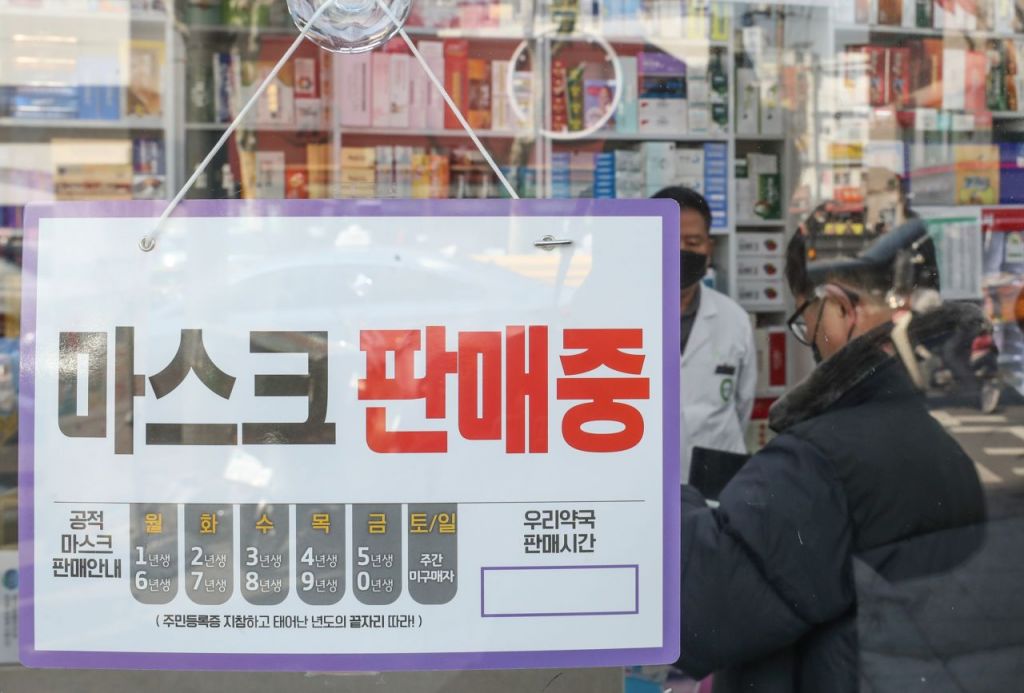 마스크 판매중
공적
마스크
판매안내
월
1년생
6년생
화
2년생
7년생
수
3년생
8년생
목
4년생
9년생
금
5년생
0년생
토/일
주간
미구매자
( 주민등록증 지참하고 태어난 년도의 끝자리 따라! )
우리약국
판매시간